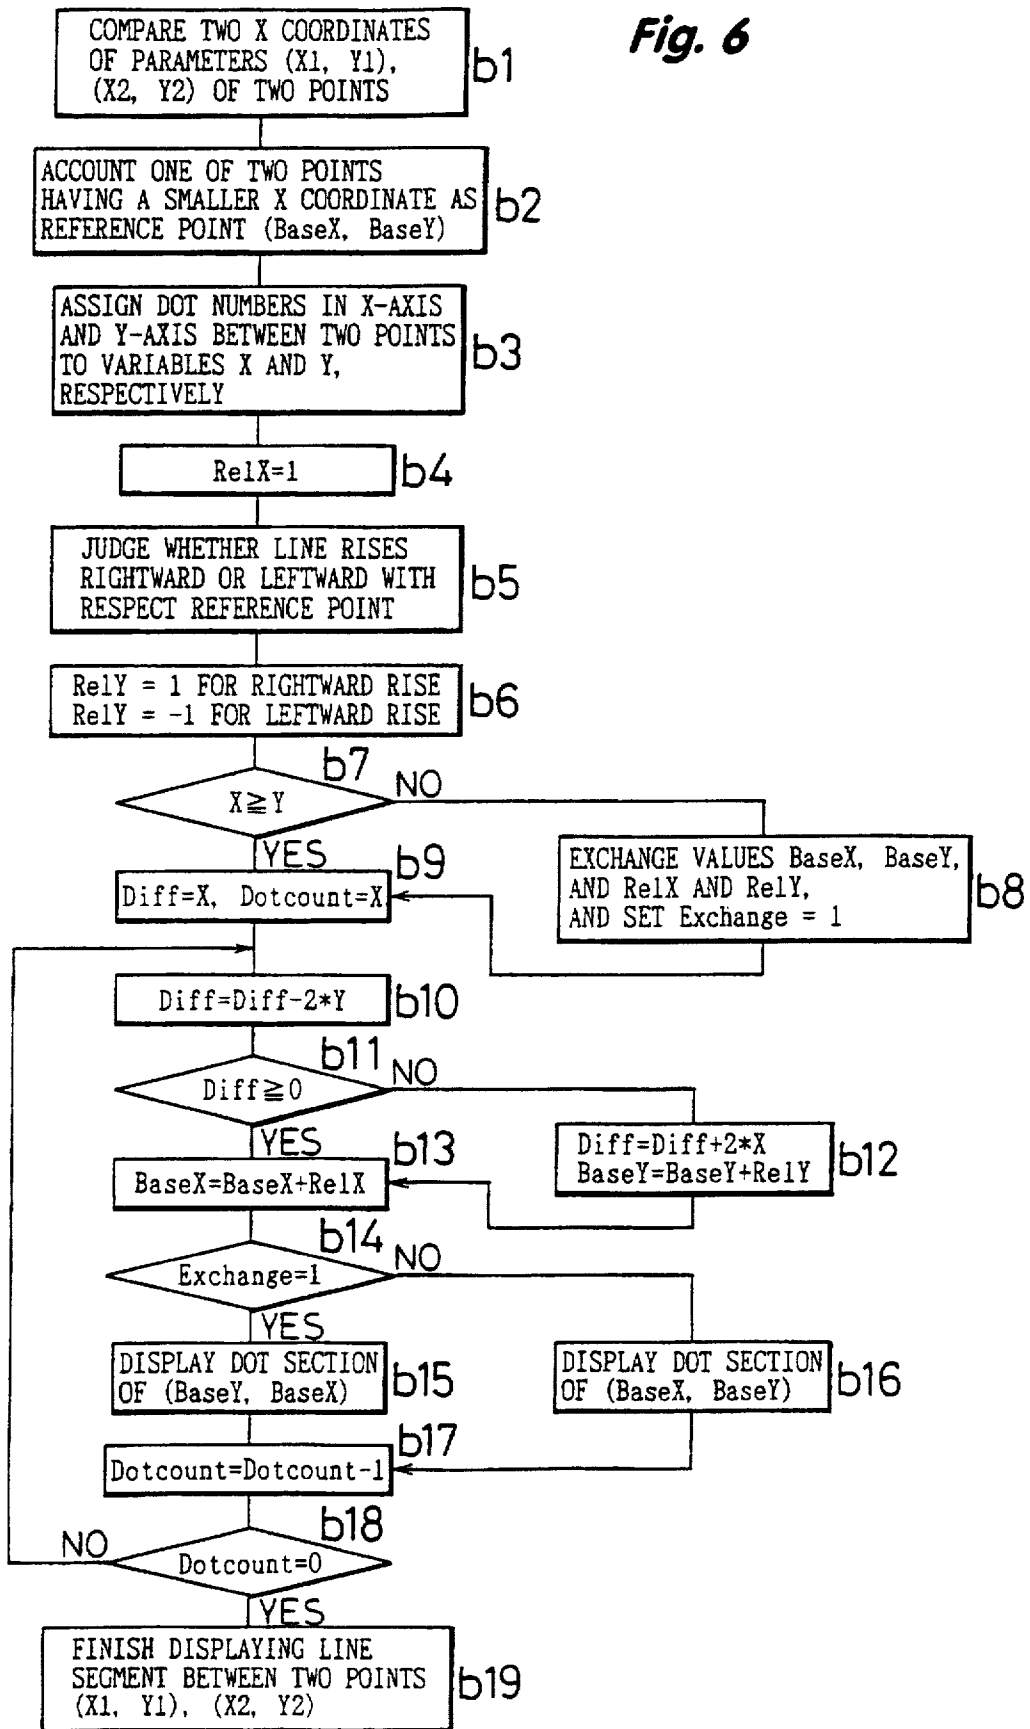 Fig. 6
COMPARE TWO X COORDINATES
OF PARAMETERS (X1, Y1),
(X2, Y2) OF TWO POINTS
b1
ACCOUNT ONE OF TWO POINTS
HAVING A SMALLER X COORDINATE AS
REFERENCE POINT (BaseX, BaseY)
b2
ASSIGN DOT NUMBERS IN X-AXIS
AND Y-AXIS BETWEEN TWO POINTS
TO VARIABLES X AND Y,
RESPECTIVELY
b3
RelX=1
b4
JUDGE WHETHER LINE RISES
RIGHTWARD OR LEFTWARD WITH
RESPECT REFERENCE POINT
b5
RelY = 1 FOR RIGHTWARD RISE
RelY = -1 FOR LEFTWARD RISE
b6
b7
X≧Y
NO
YES
EXCHANGE VALUES BaseX, BaseY,
AND RelX AND RelY,
AND SET Exchange = 1
b8
b9
Diff=X, Dotcount=X
Diff=Diff-2*Y
b10
b11
Diff≧0
NO
YES
Diff=Diff+2*X
BaseY=BaseY+RelY
b12
b13
BaseX=BaseX+RelX
b14
Exchange=1
NO
YES
DISPLAY DOT SECTION
OF (BaseY, BaseX)
b15
DISPLAY DOT SECTION
OF (BaseX, BaseY)
b16
b17
Dotcount=Dotcount-1
b18
Dotcount=0
NO
YES
FINISH DISPLAYING LINE
SEGMENT BETWEEN TWO POINTS
(X1, Y1), (X2, Y2)
b19